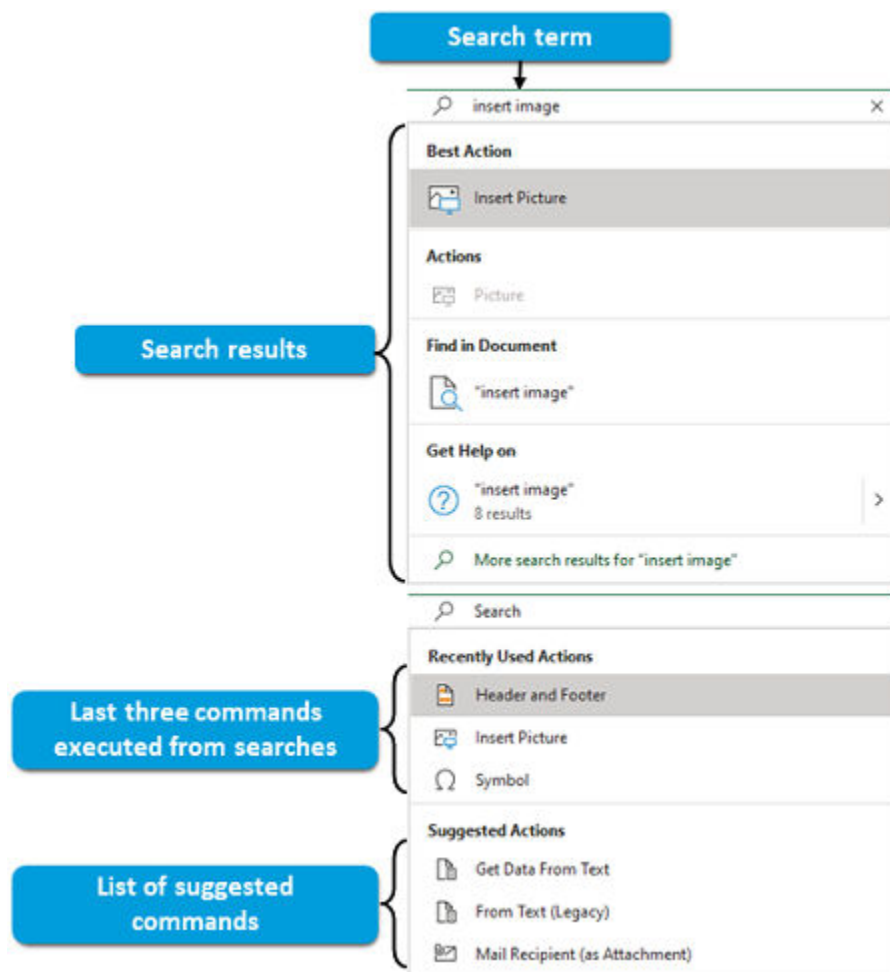 Search term
insert image
Best Action
Insert Picture
Actions
Picture
Search results
Find in Document
"insert image"
Get Help on
"insert image"
8 results
More search results for "insert image"
Search
Recently Used Actions
Header and Footer
Last three commands
executed from searches
Insert Picture
Symbol
Suggested Actions
Get Data From Text
List of suggested
commands
From Text (Legacy)
Mail Recipient (as Attachment)